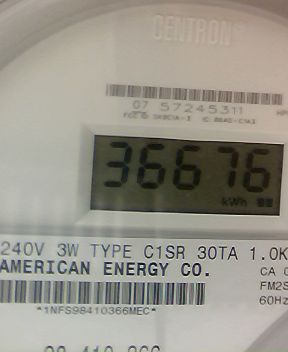 CENTRON®
07 57245311
36676
kWh
240V 3W TYPE C1SR 30TA 1.0K
AMERICAN ENERGY CO.
CA 0
FM2S
60Hz
*1NFS98410366MEC*